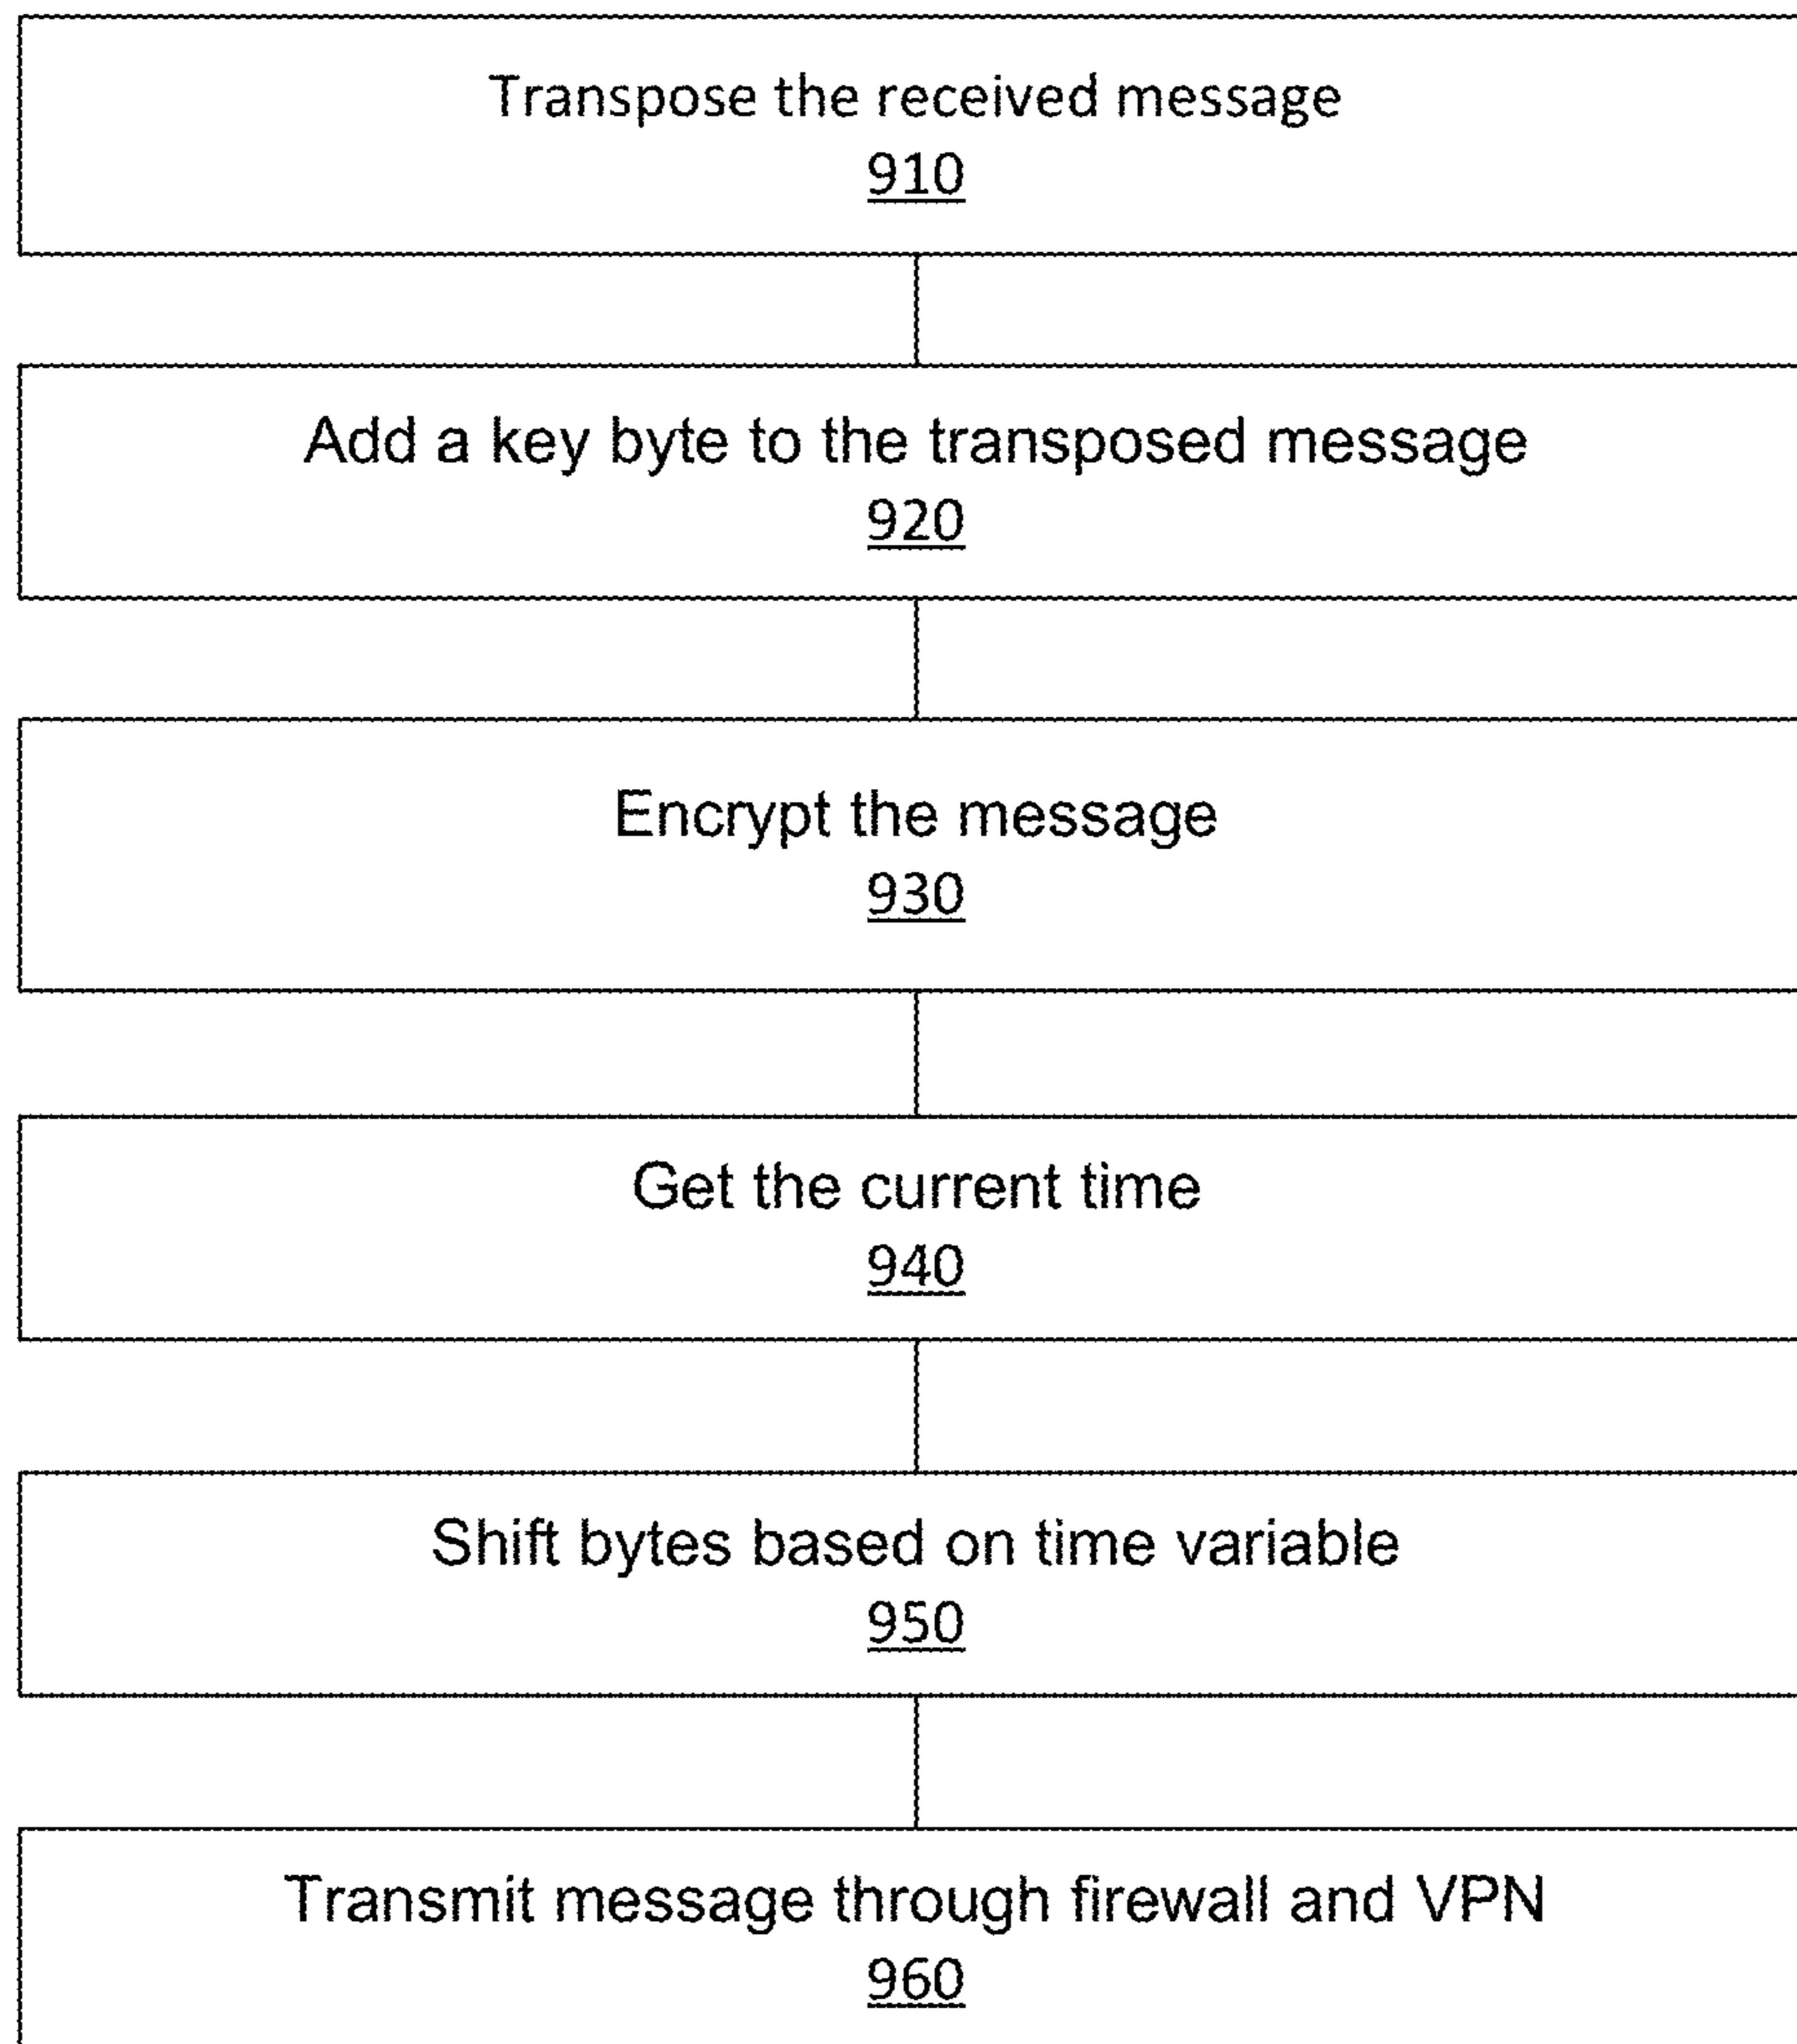 Transpose the received message
910
Add a key byte to the transposed message
920
Encrypt the message
930
Get the current time
940
Shift bytes based on time variable
950
Transmit message through firewall and VPN
960